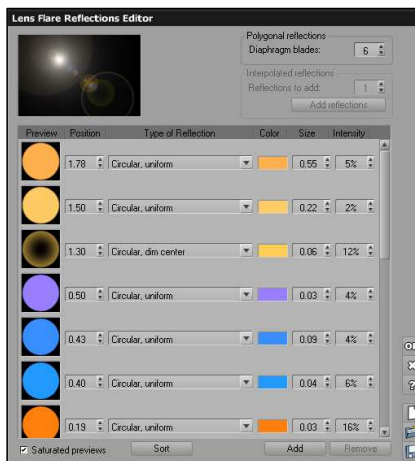 Lens Flare Reflections Editor
Polygonal reflections
Diaphragm blades: 6
Interpolated reflections
Reflections to add: 1
Add reflections
Preview Position Type of Reflection Color Size Intensity
1.78 Circular, uniform 0.55 5%
1.50 Circular, uniform 0.22 2%
1.30 Circular, dim center 0.06 12%
0.50 Circular, uniform 0.03 4%
0.43 Circular, uniform 0.09 4%
0.40 Circular, uniform 0.04 6%
0.19 Circular, uniform 0.03 16%
Saturated previews Sort Add Remove
?